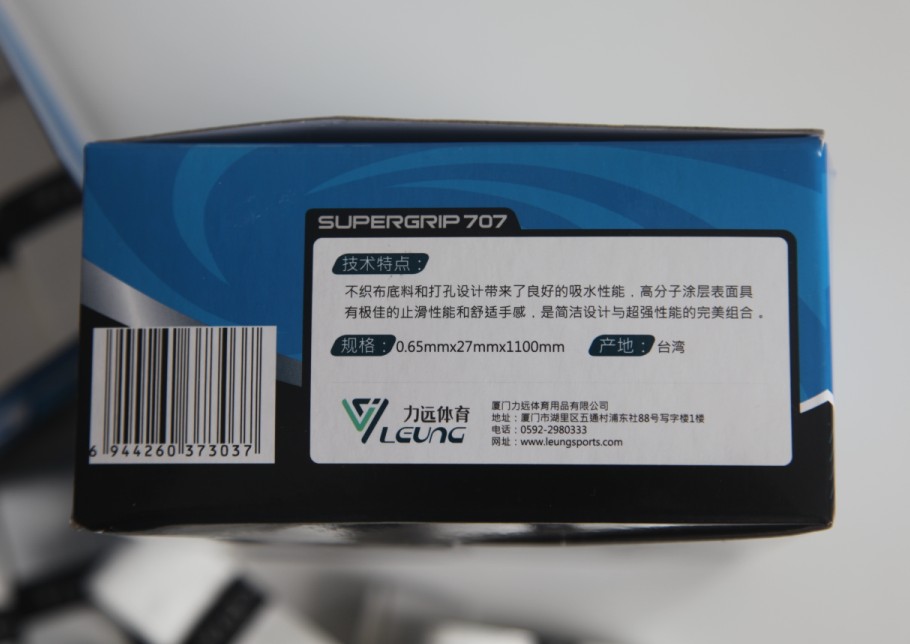 SUPERGRIP 707
技术特点：
不织布底料和打孔设计带来了良好的吸水性能，高分子涂层表面具
有极佳的止滑性能和舒适手感，是简洁设计与超强性能的完美组合。
规格：0.65mmx27mmx1100mm 产地：台湾
力远体育
LEUNG
厦门力远体育用品有限公司
地址：厦门市湖里区五通村浦东社88号写字楼1楼
电话：0592-2980333
网址：www.leungsports.com
6 944260 373037